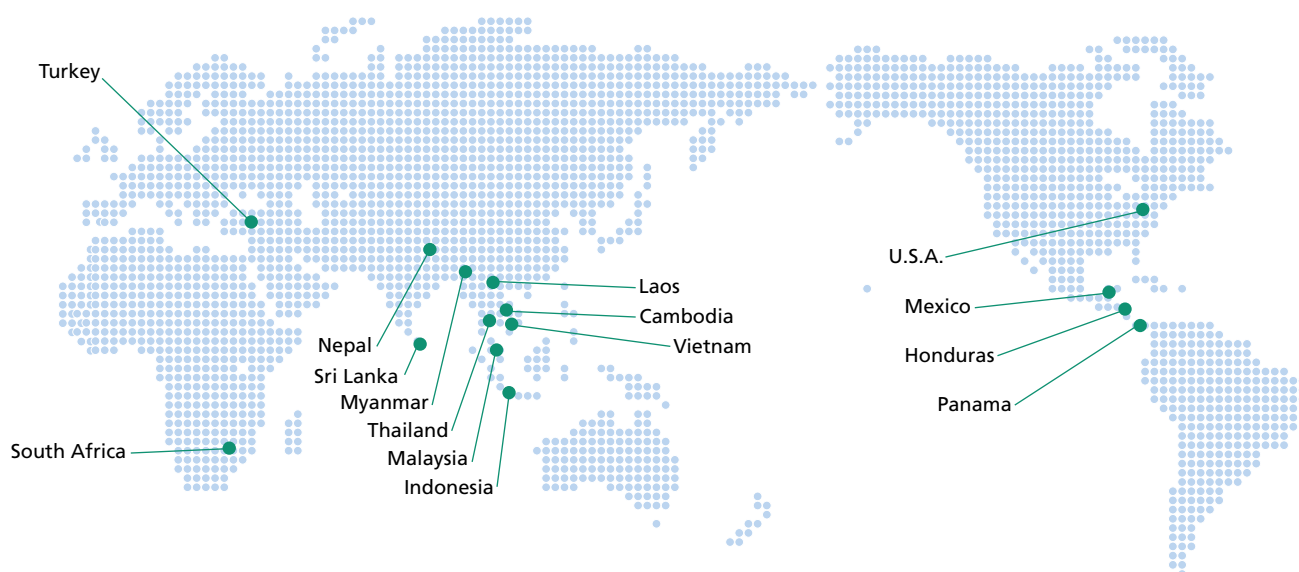 Turkey
Laos
Cambodia
Vietnam
Nepal
Sri Lanka
Myanmar
Thailand
Malaysia
Indonesia
South Africa
U.S.A.
Mexico
Honduras
Panama